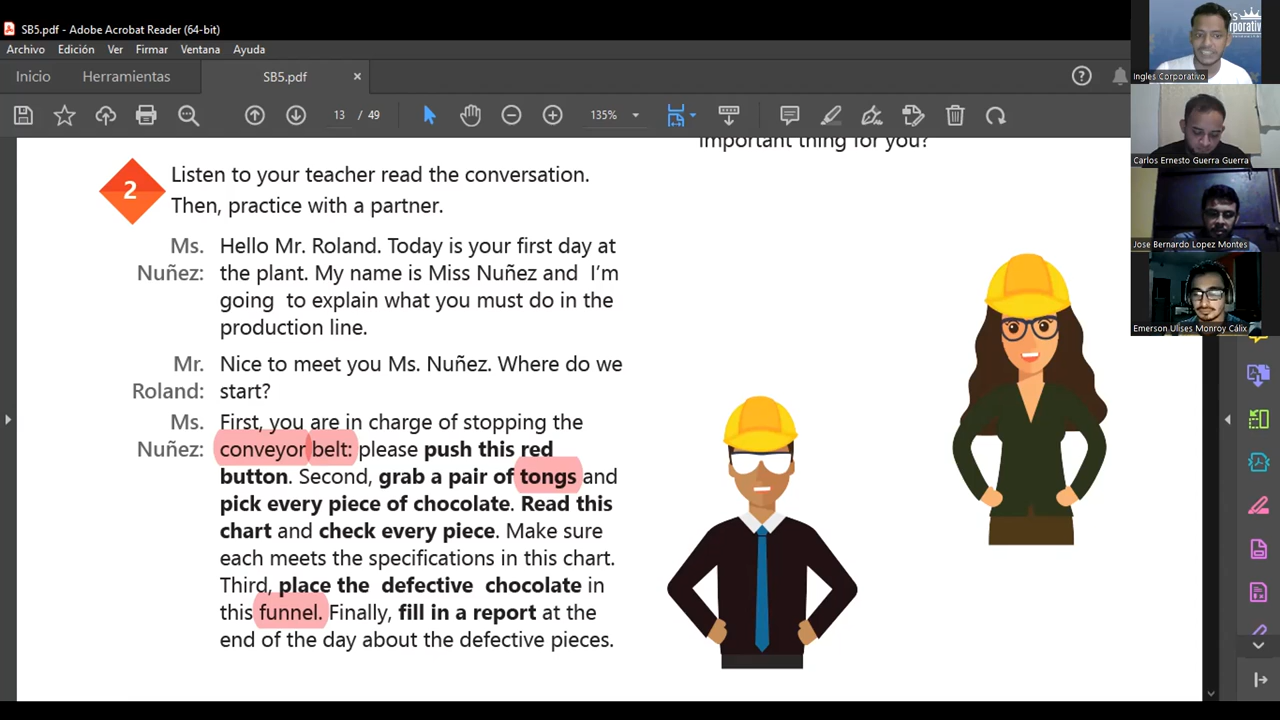 SB5.pdf - Adobe Acrobat Reader (64-bit)
Archivo Edición Ver Firmar Ventana Ayuda
Inicio Herramientas SB5.pdf ×
13 / 49 135%
important thing for you?
2
Listen to your teacher read the conversation.
Then, practice with a partner.
Ms. Hello Mr. Roland. Today is your first day at
Nuñez: the plant. My name is Miss Nuñez and I'm
going to explain what you must do in the
production line.
Mr. Nice to meet you Ms. Nuñez. Where do we
Roland: start?
Ms. First, you are in charge of stopping the
Nuñez: conveyor belt: please push this red
button. Second, grab a pair of tongs and
pick every piece of chocolate. Read this
chart and check every piece. Make sure
each meets the specifications in this chart.
Third, place the defective chocolate in
this funnel. Finally, fill in a report at the
end of the day about the defective pieces.
Ingles Corporativo
Carlos Ernesto Guerra Guerra
Jose Bernardo Lopez Montes
Emerson Ulises Monroy Cálix